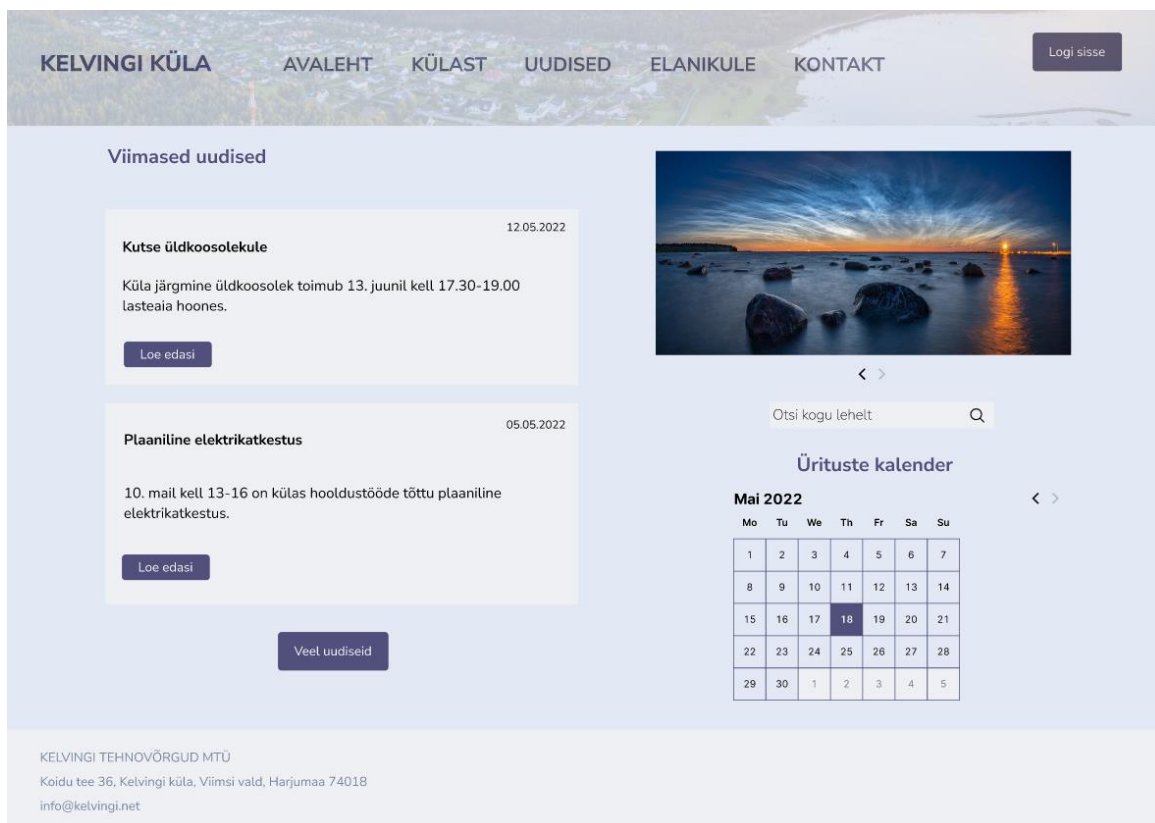 KELVINGI KÜLA AVALEHT KÜLAST UUDISED ELANIKULE KONTAKT Logi sisse
Viimased uudised
12.05.2022
Kutse üldkoosolekule
Küla järgmine üldkoosolek toimub 13. juunil kell 17.30-19.00
lasteaia hoones.
Loe edasi
05.05.2022
Plaaniline elektrikatkestus
10. mail kell 13-16 on külas hooldustööde tõttu plaaniline
elektrikatkestus.
Loe edasi
Veel uudiseid
Otsi kogu lehelt
Ürituste kalender
Mai 2022
Mo Tu We Th Fr Sa Su
1 2 3 4 5 6 7
8 9 10 11 12 13 14
15 16 17 18 19 20 21
22 23 24 25 26 27 28
29 30 1 2 3 4 5
KELVINGI TEHNOVÕRGUD MTÜ
Koidu tee 36, Kelvingi küla, Viimsi vald, Harjumaa 74018
info@kelvingi.net